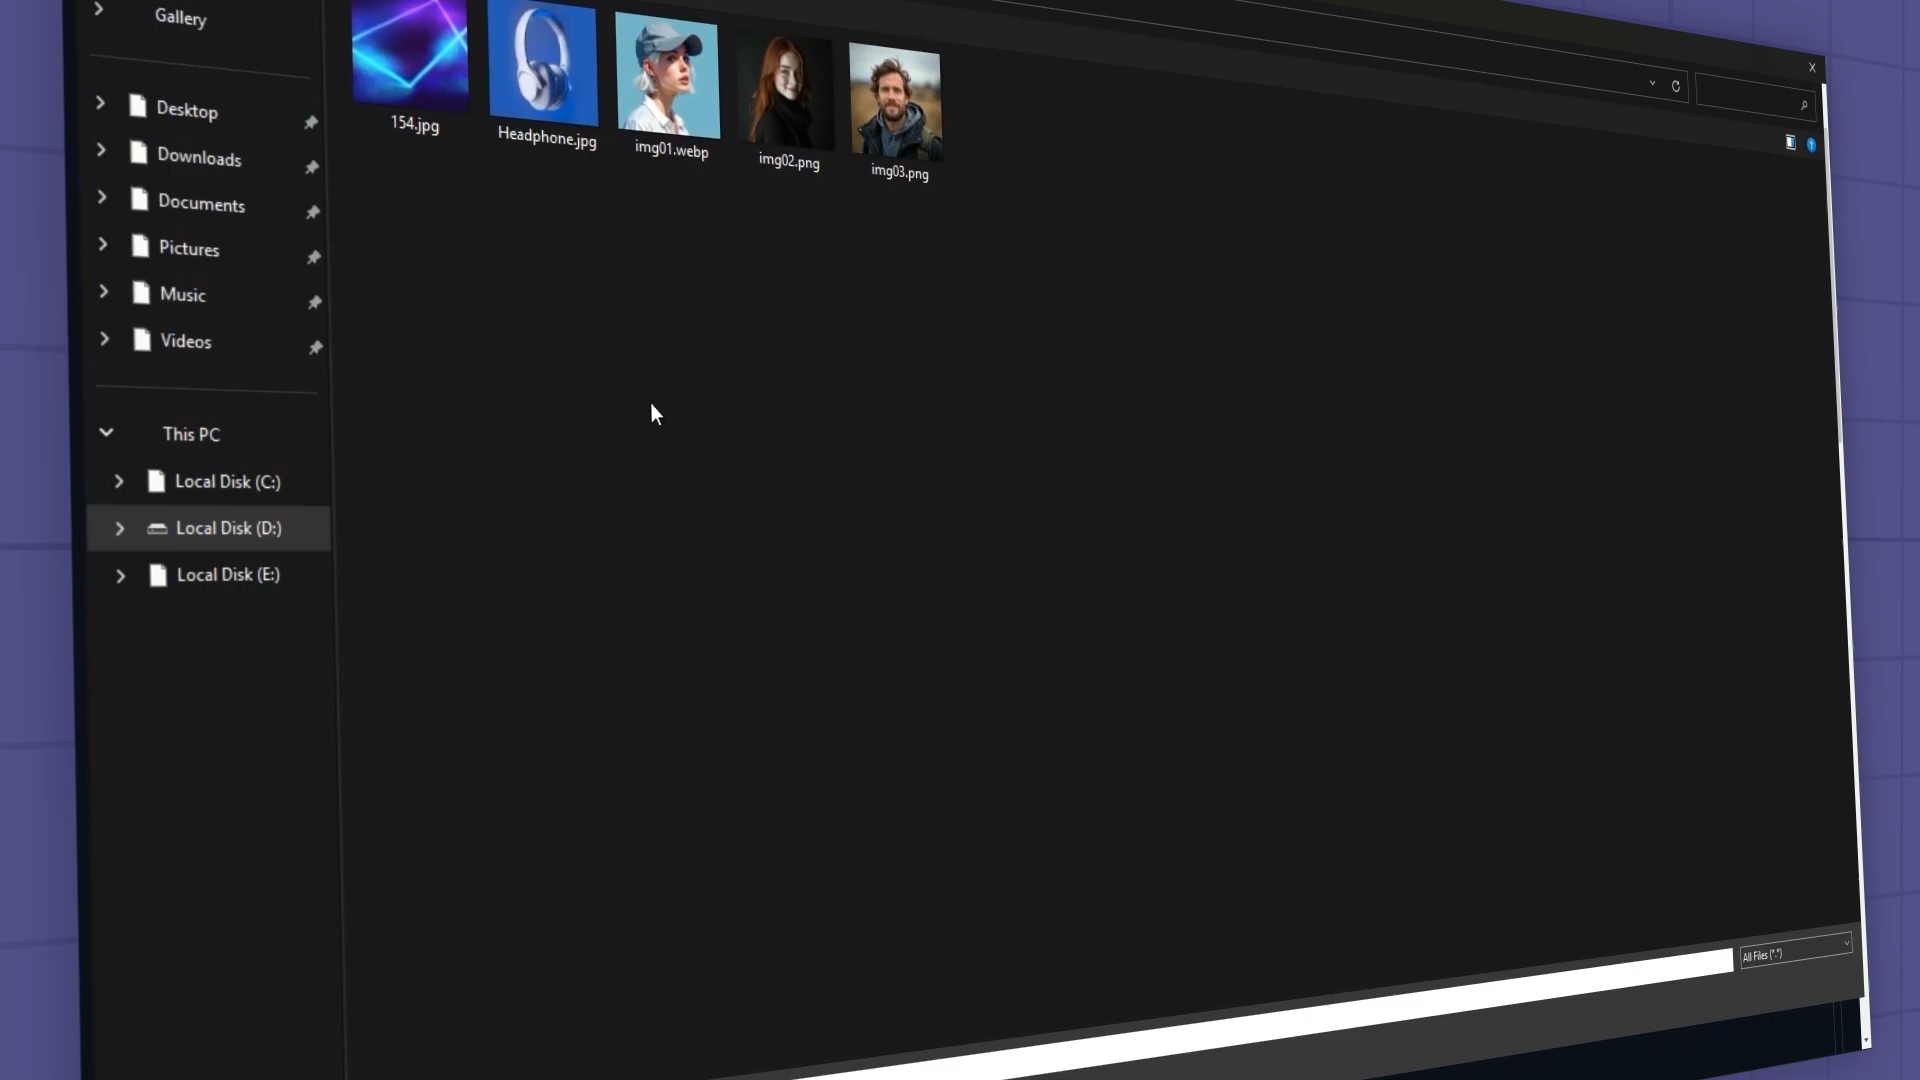 Gallery
Desktop
Downloads
Documents
Pictures
Music
Videos
This PC
Local Disk (C:)
Local Disk (D:)
Local Disk (E:)
154.jpg
Headphone.jpg
img01.webp
img02.png
img03.png
All Files (*.*)